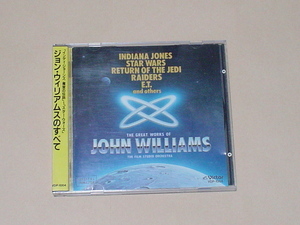 INDIANA JONES
STAR WARS
RETURN OF THE JEDI
RAIDERS
E.T.
and others
THE GREAT WORKS OF
JOHN WILLIAMS
THE FILM STUDIO ORCHESTRA
ジョン・ウィリアムスのすべて